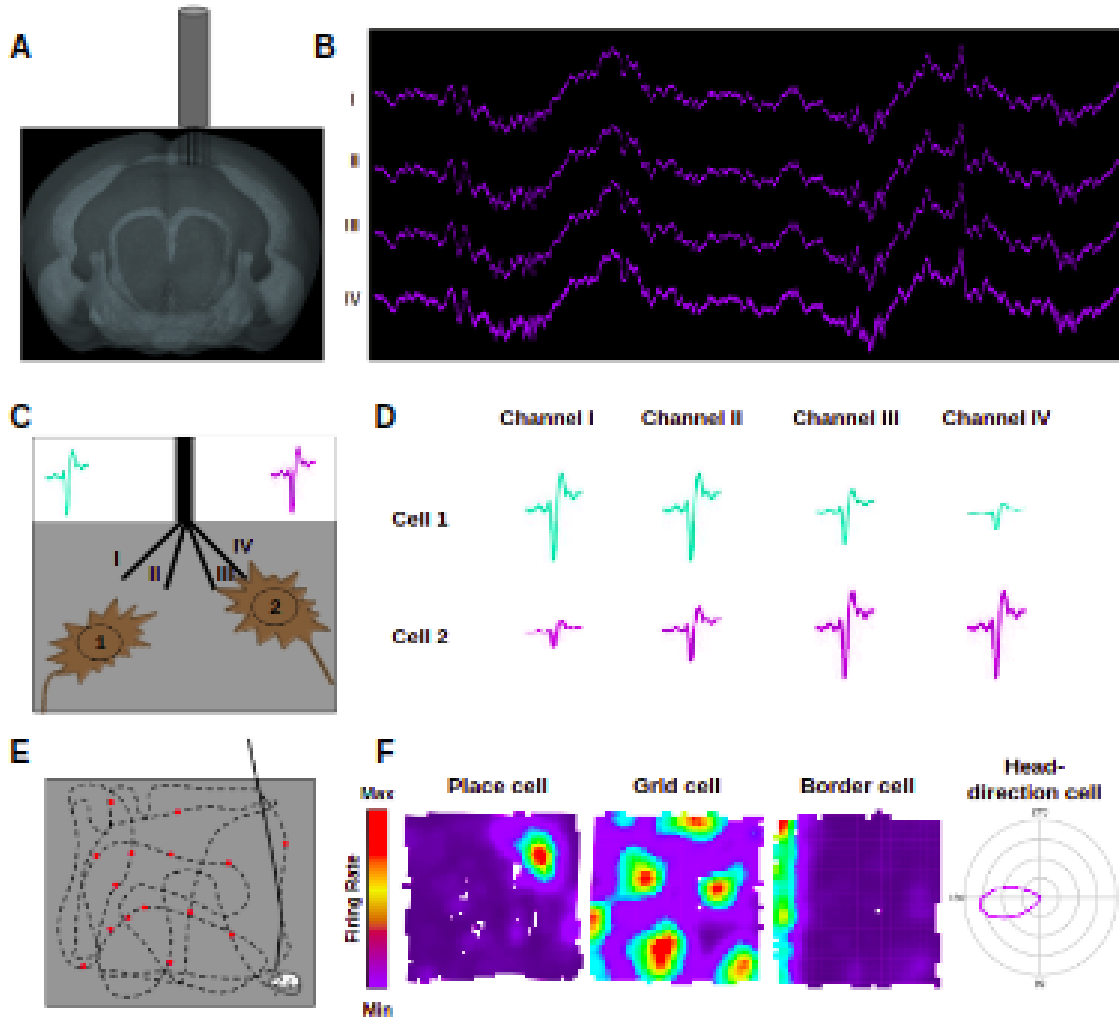 A
B
I
II
III
IV
C
D
Channel I
Channel II
Channel III
Channel IV
Cell 1
Cell 2
I
II
III
IV
1
2
E
F
Max
Firing Rate
Min
Place cell
Grid cell
Border cell
Head-
direction cell